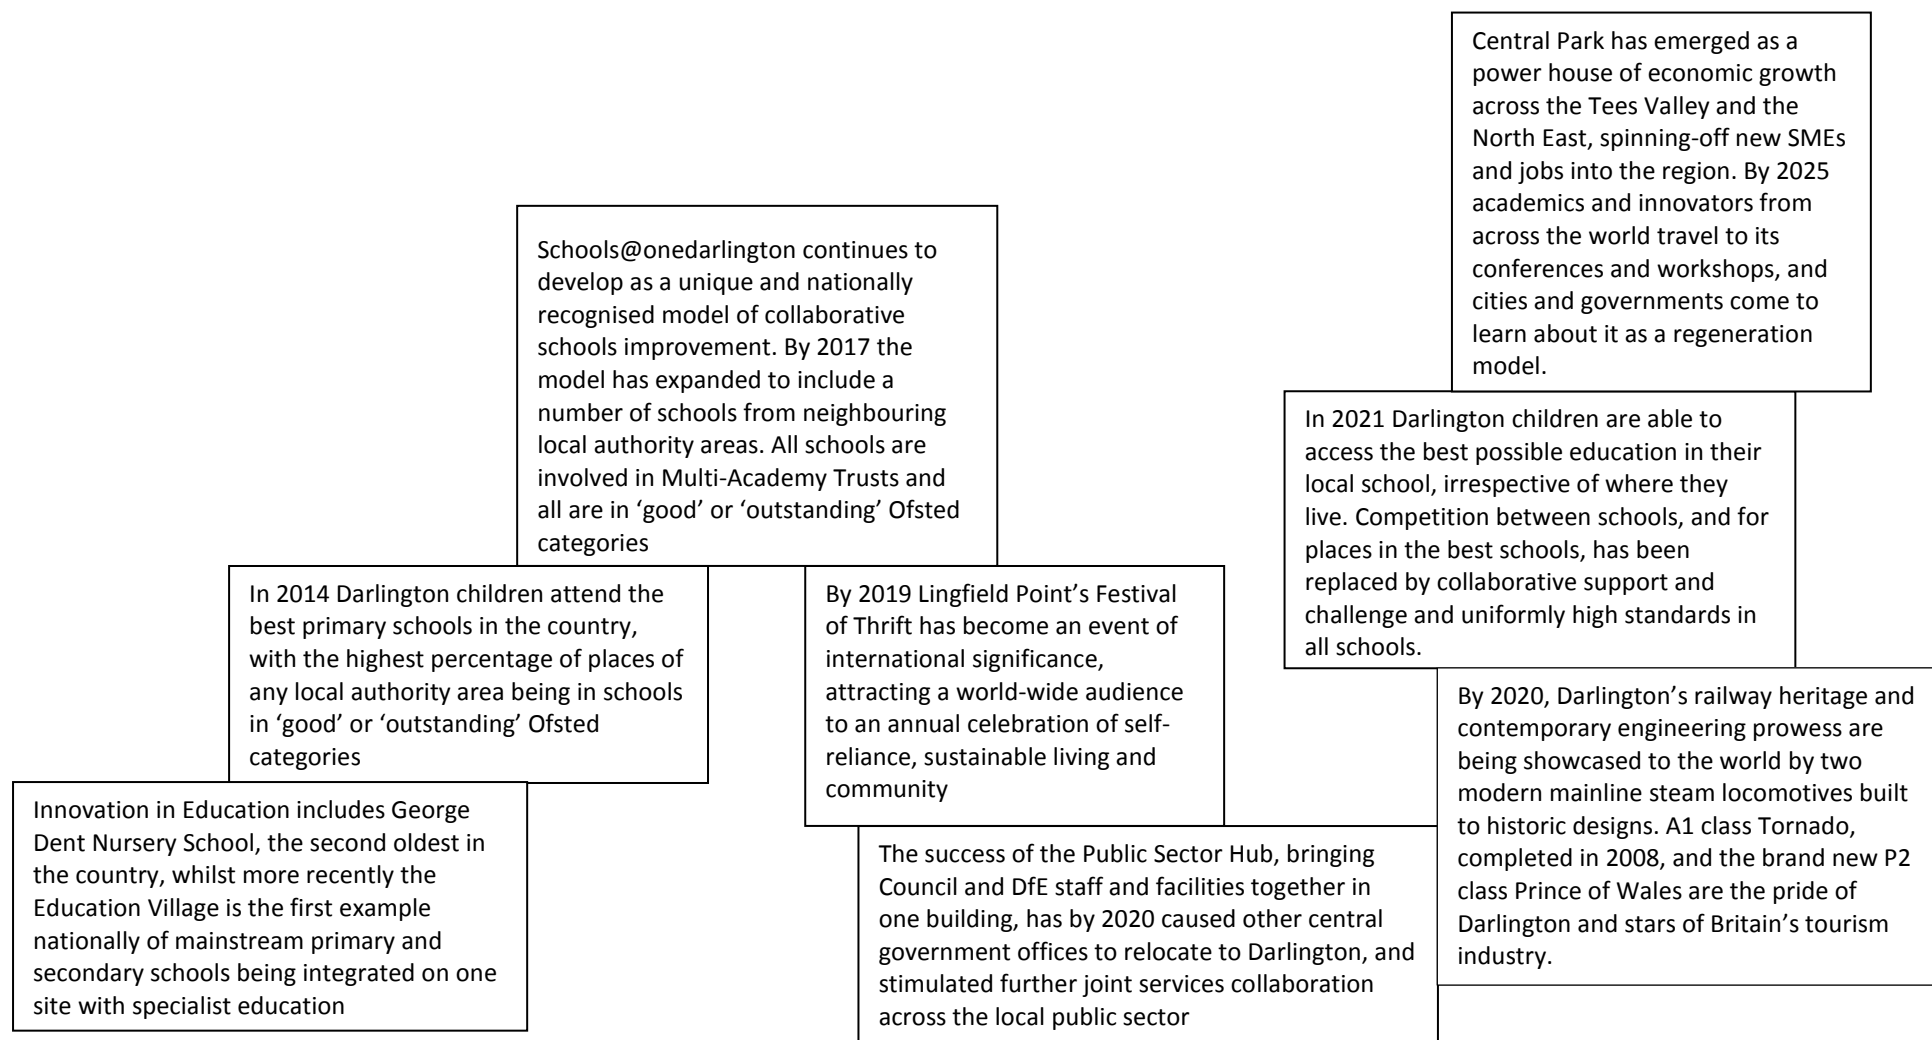 Central Park has emerged as a
power house of economic growth
across the Tees Valley and the
North East, spinning-off new SMEs
and jobs into the region. By 2025
academics and innovators from
across the world travel to its
conferences and workshops, and
cities and governments come to
learn about it as a regeneration
model.
Schools@onedarlington continues to
develop as a unique and nationally
recognised model of collaborative
schools improvement. By 2017 the
model has expanded to include a
number of schools from neighbouring
local authority areas. All schools are
involved in Multi-Academy Trusts and
all are in ‘good’ or ‘outstanding’ Ofsted
categories
In 2021 Darlington children are able to
access the best possible education in their
local school, irrespective of where they
live. Competition between schools, and for
places in the best schools, has been
replaced by collaborative support and
challenge and uniformly high standards in
all schools.
In 2014 Darlington children attend the
best primary schools in the country,
with the highest percentage of places of
any local authority area being in schools
in ‘good’ or ‘outstanding’ Ofsted
categories
By 2019 Lingfield Point’s Festival
of Thrift has become an event of
international significance,
attracting a world-wide audience
to an annual celebration of self-
reliance, sustainable living and
community
By 2020, Darlington’s railway heritage and
contemporary engineering prowess are
being showcased to the world by two
modern mainline steam locomotives built
to historic designs. A1 class Tornado,
completed in 2008, and the brand new P2
class Prince of Wales are the pride of
Darlington and stars of Britain’s tourism
industry.
Innovation in Education includes George
Dent Nursery School, the second oldest in
the country, whilst more recently the
Education Village is the first example
nationally of mainstream primary and
secondary schools being integrated on one
site with specialist education
The success of the Public Sector Hub, bringing
Council and DfE staff and facilities together in
one building, has by 2020 caused other central
government offices to relocate to Darlington, and
stimulated further joint services collaboration
across the local public sector